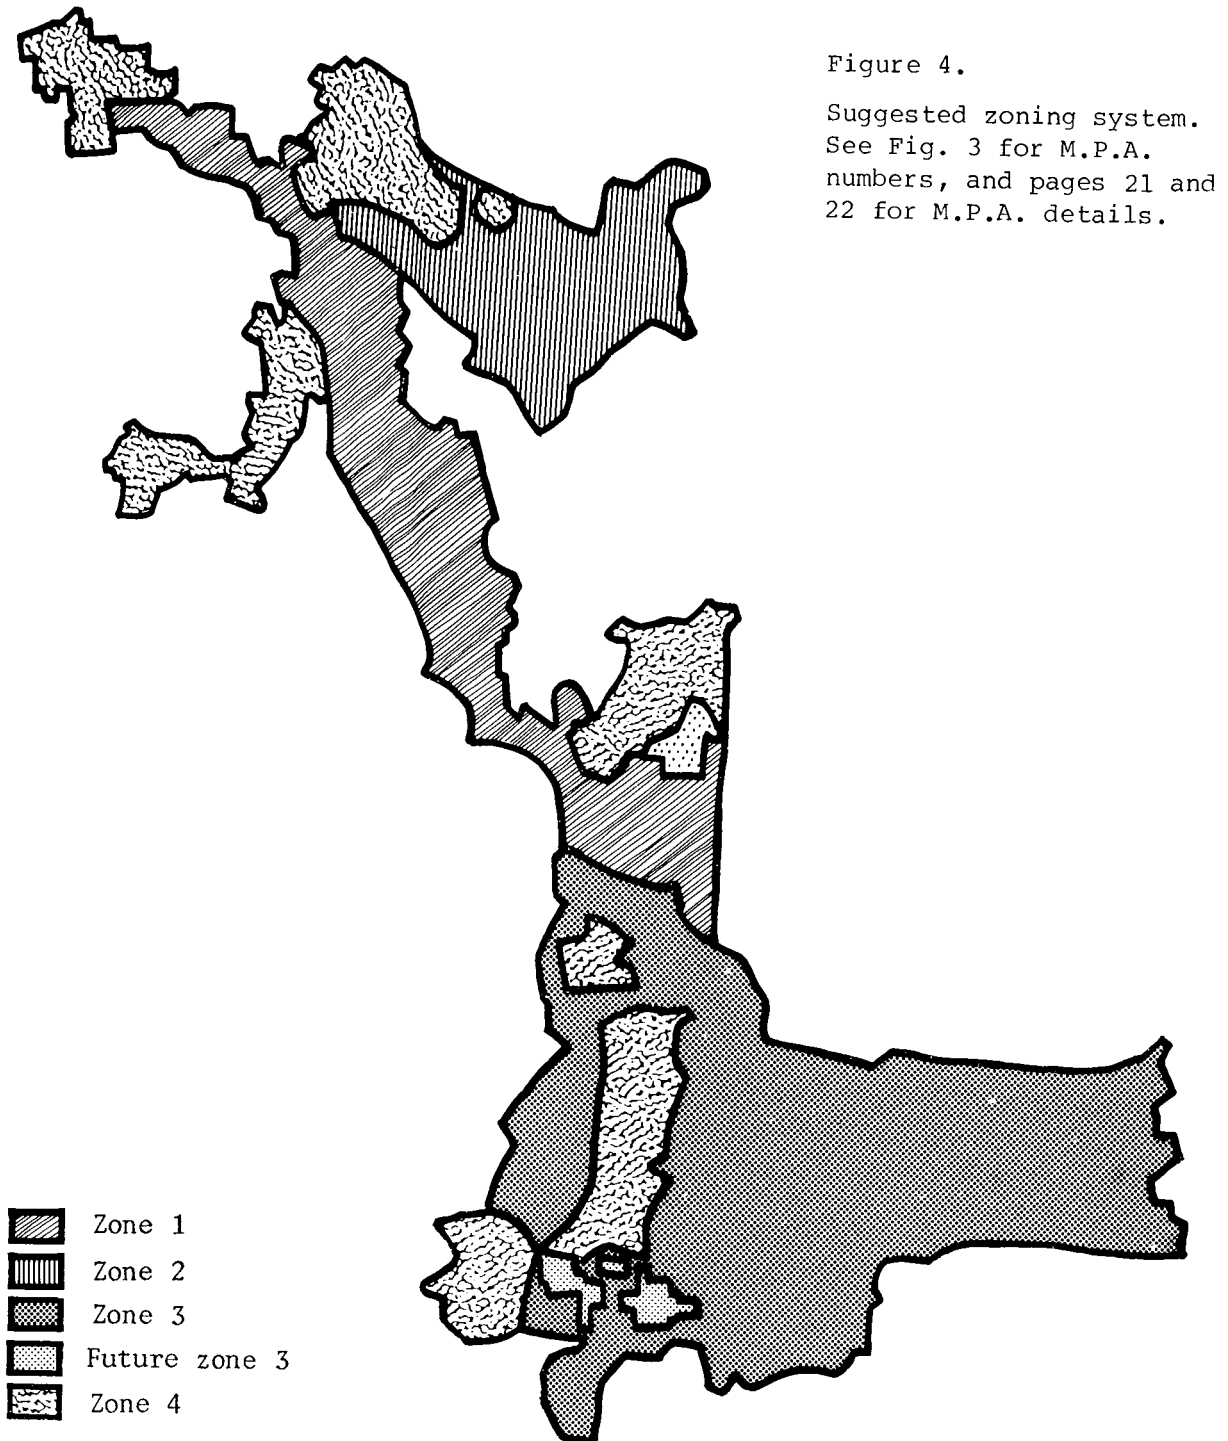 Figure 4.
Suggested zoning system.
See Fig. 3 for M.P.A.
numbers, and pages 21 and
22 for M.P.A. details.
Zone 1
Zone 2
Zone 3
Future zone 3
Zone 4